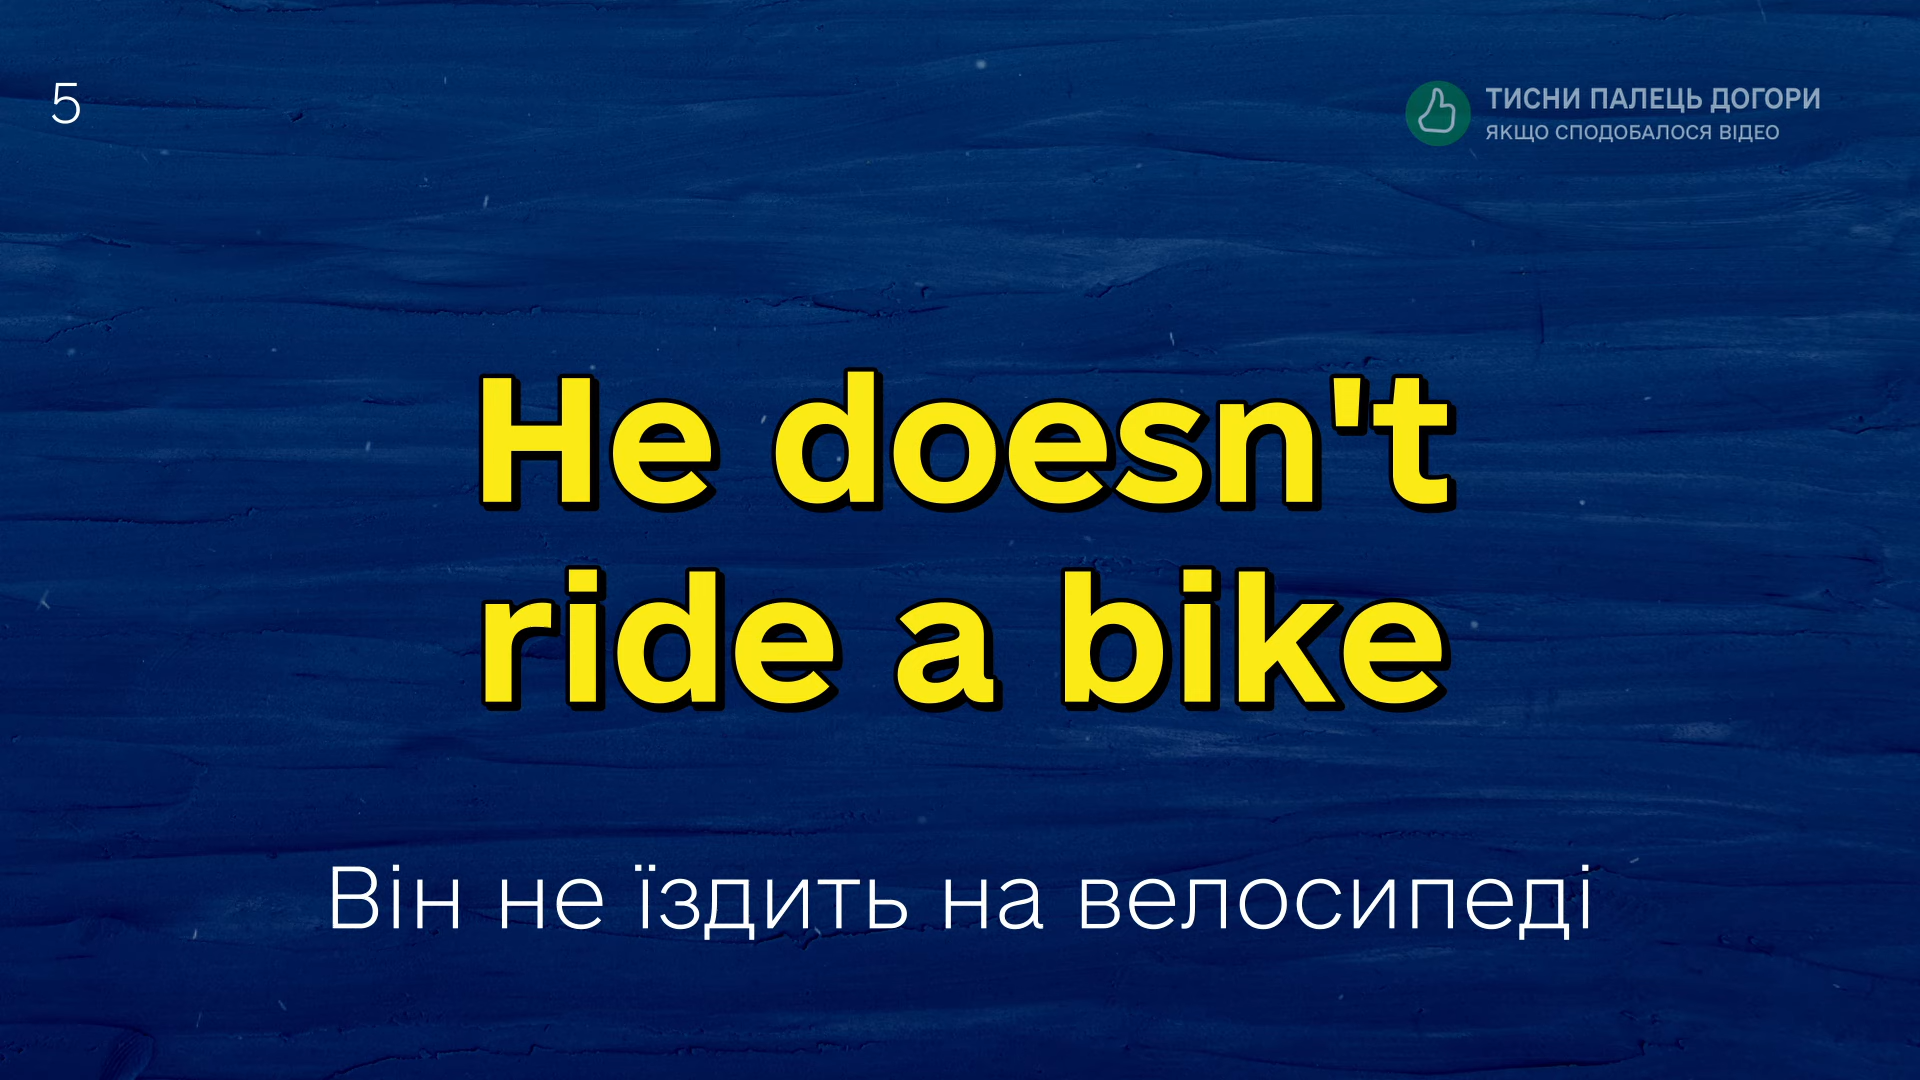 5
ТИСНИ ПАЛЕЦЬ ДОГОРИ
ЯКЩО СПОДОБАЛОСЯ ВІДЕО
He doesn't
ride a bike
Він не їздить на велосипеді